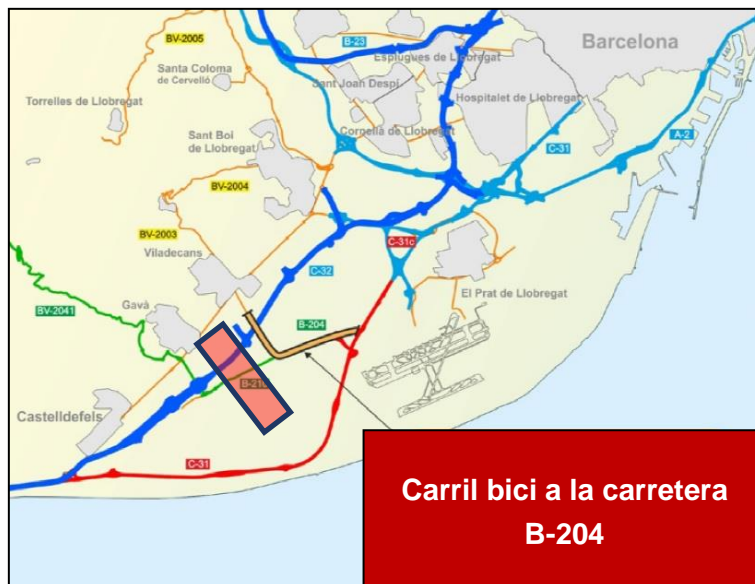 BV-2005
B-23
Esplugues de Llobregat
Barcelona
Santa Coloma
de Cervelló
Sant Joan Despí
Torrelles de Llobregat
Hospitalet de Llobregat
Cornellà de Llobregat
Sant Boi
de Llobregat
A-2
C-31
BV-2004
BV-2003
C-31c
Viladecans
C-32
El Prat de Llobregat
BV-2041
Gavà
B-204
Castelldefels
C-31
Carril bici a la carretera
B-204